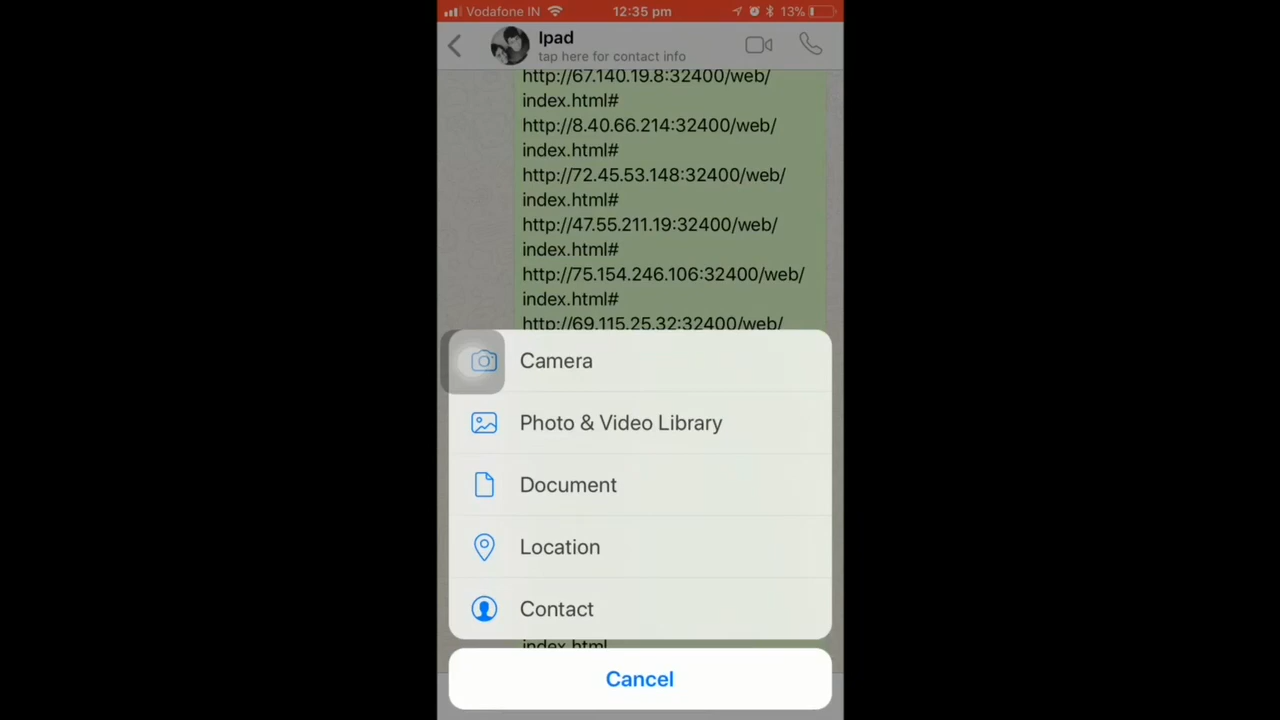 Vodafone IN 12:35 pm 13%
Ipad
tap here for contact info
http://67.140.19.8:32400/web/
index.html#
http://8.40.66.214:32400/web/
index.html#
http://72.45.53.148:32400/web/
index.html#
http://47.55.211.19:32400/web/
index.html#
http://75.154.246.106:32400/web/
index.html#
http://69.115.25.32:32400/web/
Camera
Photo & Video Library
Document
Location
Contact
index.html
Cancel